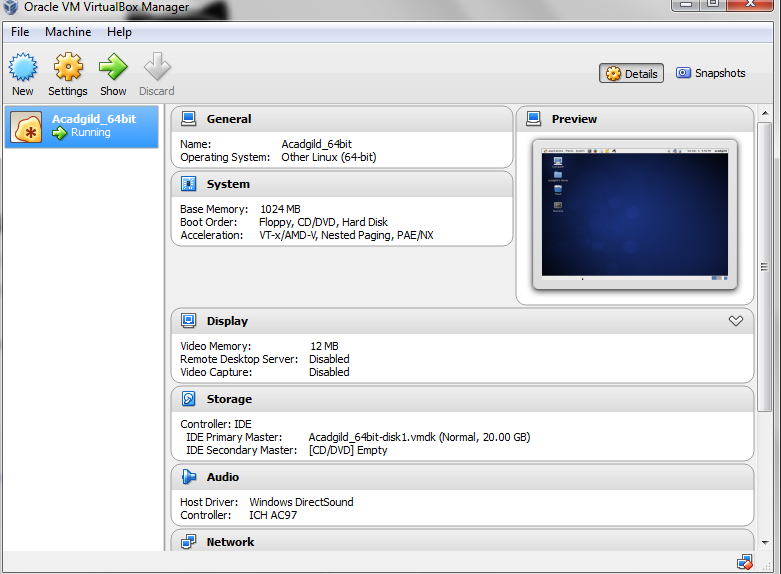 Oracle VM VirtualBox Manager
File Machine Help
New Settings Show Discard
Details Snapshots
Acadgild_64bit
Running
General
Name: Acadgild_64bit
Operating System: Other Linux (64-bit)
Preview
System
Base Memory: 1024 MB
Boot Order: Floppy, CD/DVD, Hard Disk
Acceleration: VT-x/AMD-V, Nested Paging, PAE/NX
Display
Video Memory: 12 MB
Remote Desktop Server: Disabled
Video Capture: Disabled
Storage
Controller: IDE
IDE Primary Master: Acadgild_64bit-disk1.vmdk (Normal, 20.00 GB)
IDE Secondary Master: [CD/DVD] Empty
Audio
Host Driver: Windows DirectSound
Controller: ICH AC97
Network